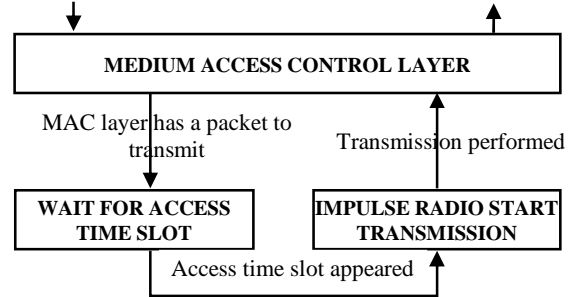 MEDIUM ACCESS CONTROL LAYER
MAC layer has a packet to
transmit
Transmission performed
WAIT FOR ACCESS
TIME SLOT
IMPULSE RADIO START
TRANSMISSION
Access time slot appeared